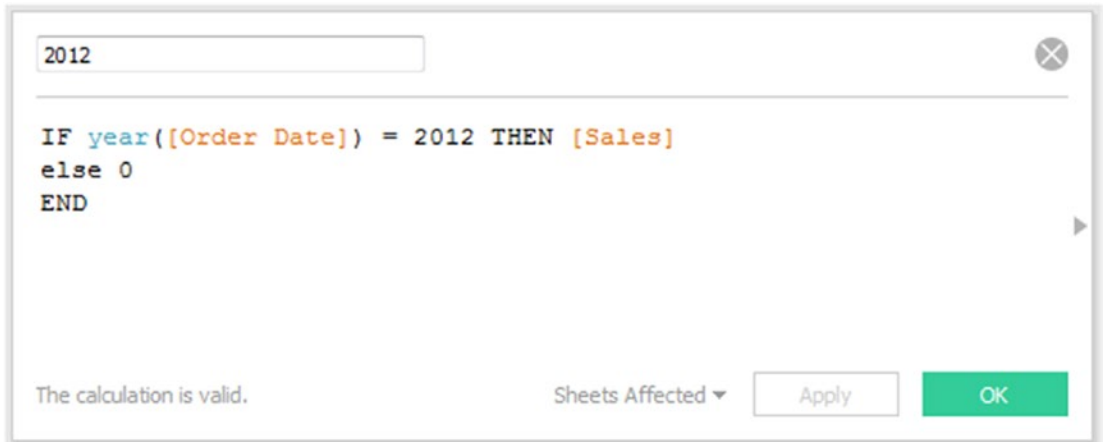 2012
IF year([Order Date]) = 2012 THEN [Sales]
else 0
END
The calculation is valid.
Sheets Affected
Apply
OK